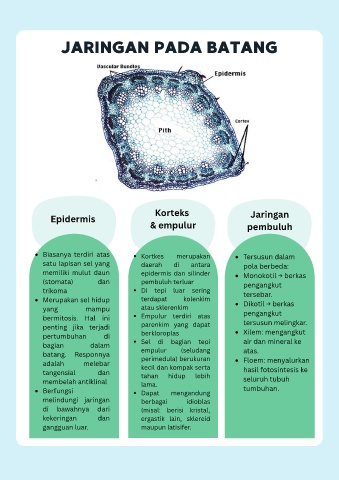 JARINGAN PADA BATANG
Vascular Bundles
Epidermis
Cortex
Pith
Epidermis
• Biasanya terdiri atas
satu lapisan sel yang
memiliki mulut daun
(stomata) dan
trikoma
• Merupakan sel hidup
yang mampu
bermitosis. Hal ini
penting jika terjadi
pertumbuhan di
bagian dalam
batang. Responnya
adalah melebar
tangensial dan
membelah antiklinal
• Berfungsi
melindungi jaringan
di bawahnya dari
kekeringan dan
gangguan luar.
Korteks
& empulur
• Kortkes merupakan
daerah di antara
epidermis dan silinder
pembuluh terluar
• Di tepi luar sering
terdapat kolenkim
atau sklerenkim
• Empulur terdiri atas
parenkim yang dapat
berkloroplas
• Sel di bagian tepi
empulur (seludang
perimedula) berukuran
kecil dan kompak serta
tahan hidup lebih
lama.
• Dapat mengandung
berbagai idioblas
(misal: berisi kristal,
ergastik lain, sklereid
maupun latisifer.
Jaringan
pembuluh
• Tersusun dalam
pola berbeda:
• Monokotil → berkas
pengangkut
tersebar.
• Dikotil → berkas
pengangkut
tersusun melingkar.
• Xilem: mengangkut
air dan mineral ke
atas.
• Floem: menyalurkan
hasil fotosintesis ke
seluruh tubuh
tumbuhan.